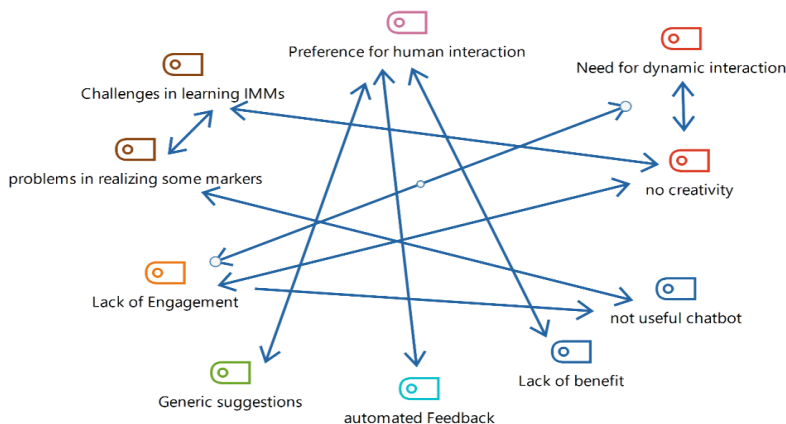 Preference for human interaction
Need for dynamic interaction
Challenges in learning IMMs
problems in realizing some markers
no creativity
Lack of Engagement
not useful chatbot
Lack of benefit
Generic suggestions
automated Feedback